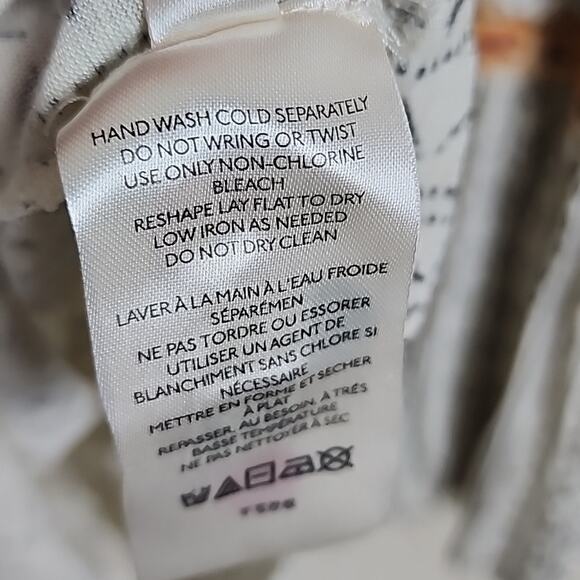 HAND WASH COLD SEPARATELY
DO NOT WRING OR TWIST
USE ONLY NON-CHLORINE
BLEACH
RESHAPE LAY FLAT TO DRY
LOW IRON AS NEEDED
DO NOT DRY CLEAN
LAVER À LA MAIN À L'EAU FROIDE
SÉPARÉMEN
NE PAS TORDRE OU ESSORER
UTILISER UN AGENT DE
BLANCHIMENT SANS CHLORE SI
NÉCESSAIRE
METTRE EN FORME ET SÉCHER
À PLAT
REPASSER, AU BESOIN, À TRÈS
BASSE TEMPÉRATURE
NE PAS NETTOYER À SEC